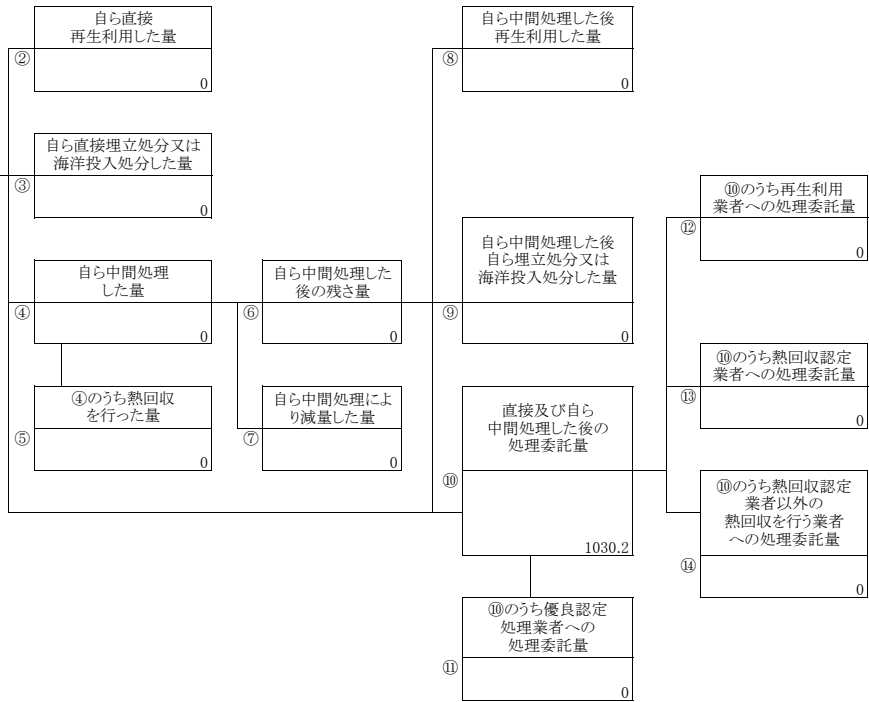 自ら直接
再生利用した量
②
0
自ら中間処理した後
再生利用した量
⑧
0
自ら直接埋立処分又は
海洋投入処分した量
③
0
⑩のうち再生利用
業者への処理委託量
⑫
0
自ら中間処理した後
自ら埋立処分又は
海洋投入処分した量
⑨
0
自ら中間処理
した量
④
0
自ら中間処理した
後の残さ量
⑥
0
⑩のうち熱回収認定
業者への処理委託量
⑬
0
④のうち熱回収
を行った量
⑤
0
自ら中間処理によ
り減量した量
⑦
0
直接及び自ら
中間処理した後の
処理委託量
⑩
1030.2
⑩のうち熱回収認定
業者以外の
熱回収を行う業者
への処理委託量
⑭
0
⑩のうち優良認定
処理業者への
処理委託量
⑪
0